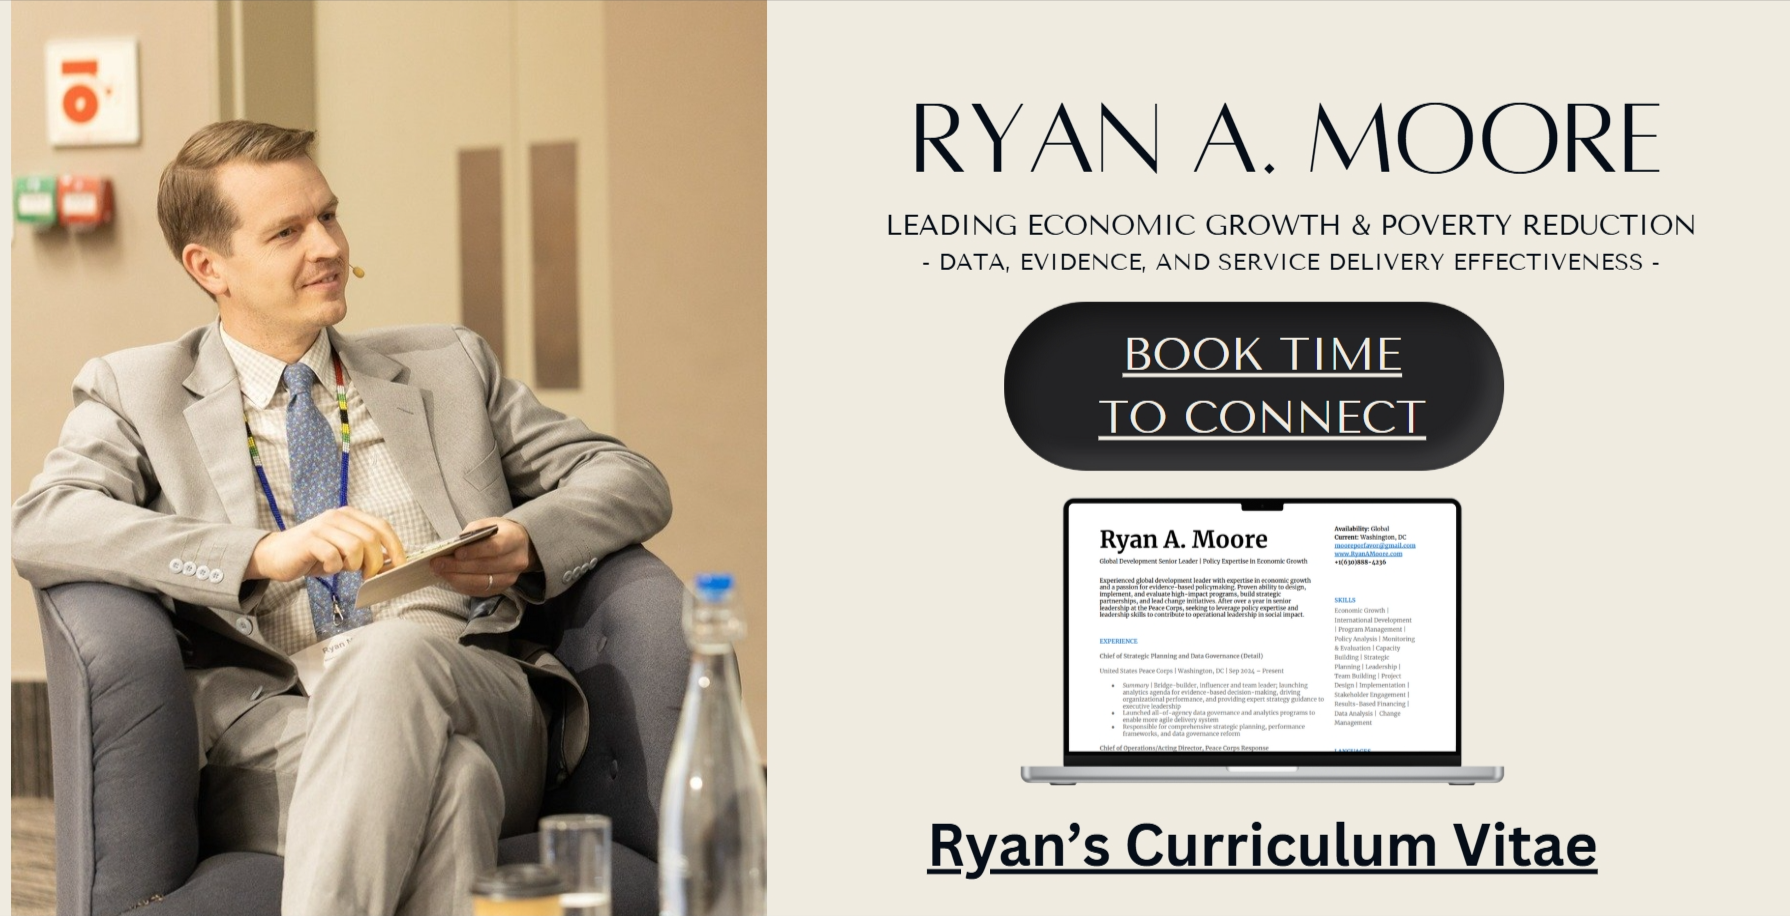 RYAN A. MOORE
LEADING ECONOMIC GROWTH & POVERTY REDUCTION
- DATA, EVIDENCE, AND SERVICE DELIVERY EFFECTIVENESS -
BOOK TIME
TO CONNECT
Ryan A. Moore
Global Development Senior Leader | Policy Expertise in Economic Growth
Experienced global development leader with expertise in economic growth
and a passion for evidence-based policymaking. Proven ability to design,
implement, and evaluate high-impact programs, build strategic
partnerships, and lead change initiatives. After over a year in senior
leadership at the Peace Corps, seeking to leverage policy expertise and
leadership skills to contribute to operational leadership in social impact.
EXPERIENCE
Chief of Strategic Planning and Data Governance (Detail)
United States Peace Corps | Washington, DC | Sep 2024 – Present
• Summary | Bridge-builder, influencer and team leader; launching
analytics agenda for evidence-based decision-making, driving
organizational performance, and providing expert strategy guidance to
executive leadership
• Launched all-of-agency data governance and analytics programs to
enable more agile delivery system
• Responsible for comprehensive strategic planning, performance
frameworks, and data governance reform
Chief of Operations/Acting Director, Peace Corps Response
Availability: Global
Current: Washington, DC
mooreporfavor@gmail.com
www.RyanAMoore.com
+1(630)888-4236
SKILLS
Economic Growth |
International Development
| Program Management |
Policy Analysis | Monitoring
& Evaluation | Capacity
Building | Strategic
Planning | Leadership |
Team Building | Project
Design | Implementation |
Stakeholder Engagement |
Results-Based Financing |
Data Analysis | Change
Management
LANGUAGES
Ryan's Curriculum Vitae
Ryan M